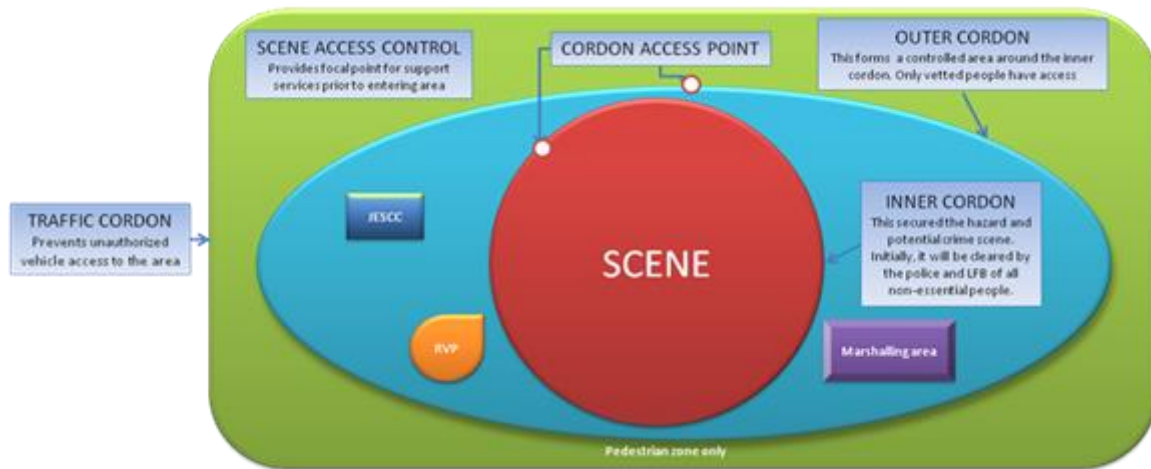 SCENE ACCESS CONTROL
Provides focal point for support
services prior to entering area
CORDON ACCESS POINT
OUTER CORDON
This forms a controlled area around the inner
cordon. Only vetted people have access
TRAFFIC CORDON
Prevents unauthorized
vehicle access to the area
JESCC
SCENE
INNER CORDON
This secured the hazard and
potential crime scene.
Initially, it will be cleared by
the police and LFB of all
non-essential people.
RVP
Marshalling area
Pedestrian zone only